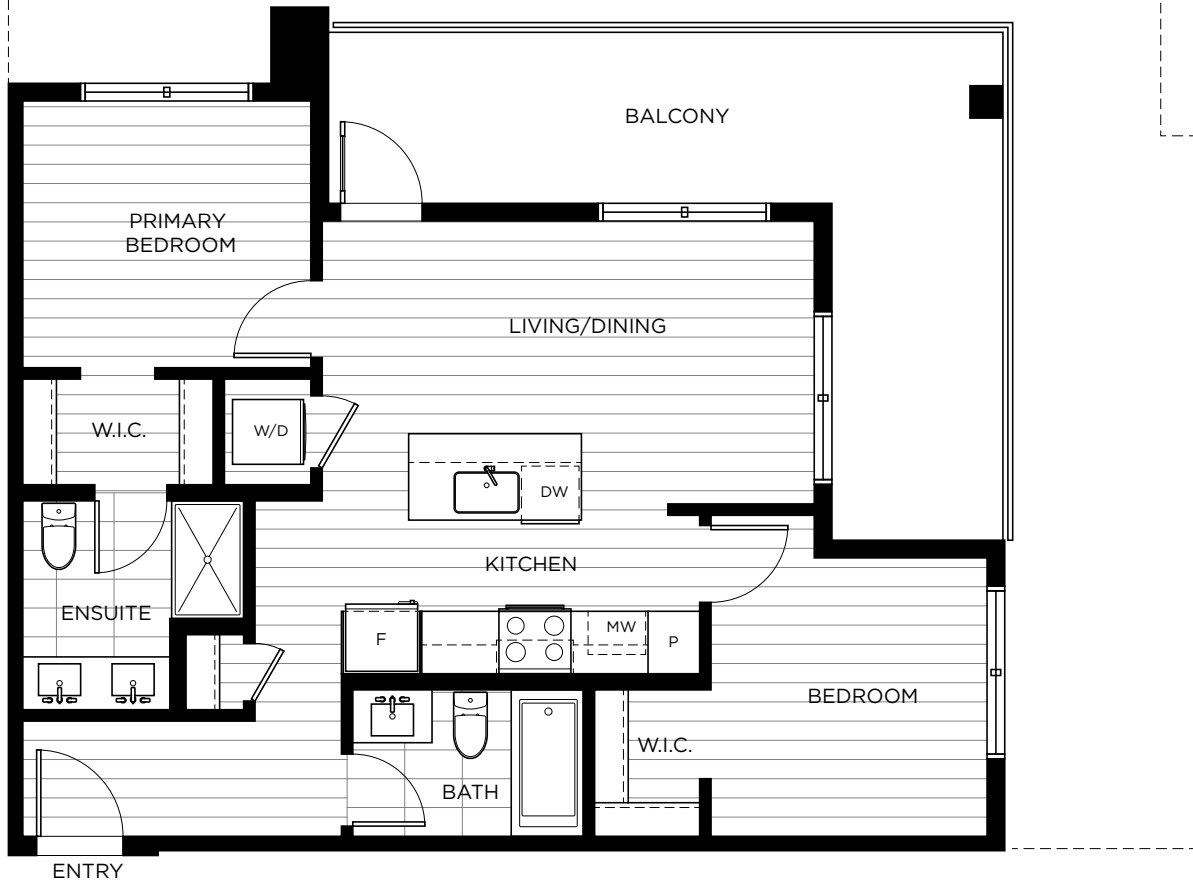 BALCONY
PRIMARY
BEDROOM
LIVING/DINING
W.I.C.
W/D
DW
KITCHEN
ENSUITE
F
MW
P
BEDROOM
W.I.C.
BATH
ENTRY